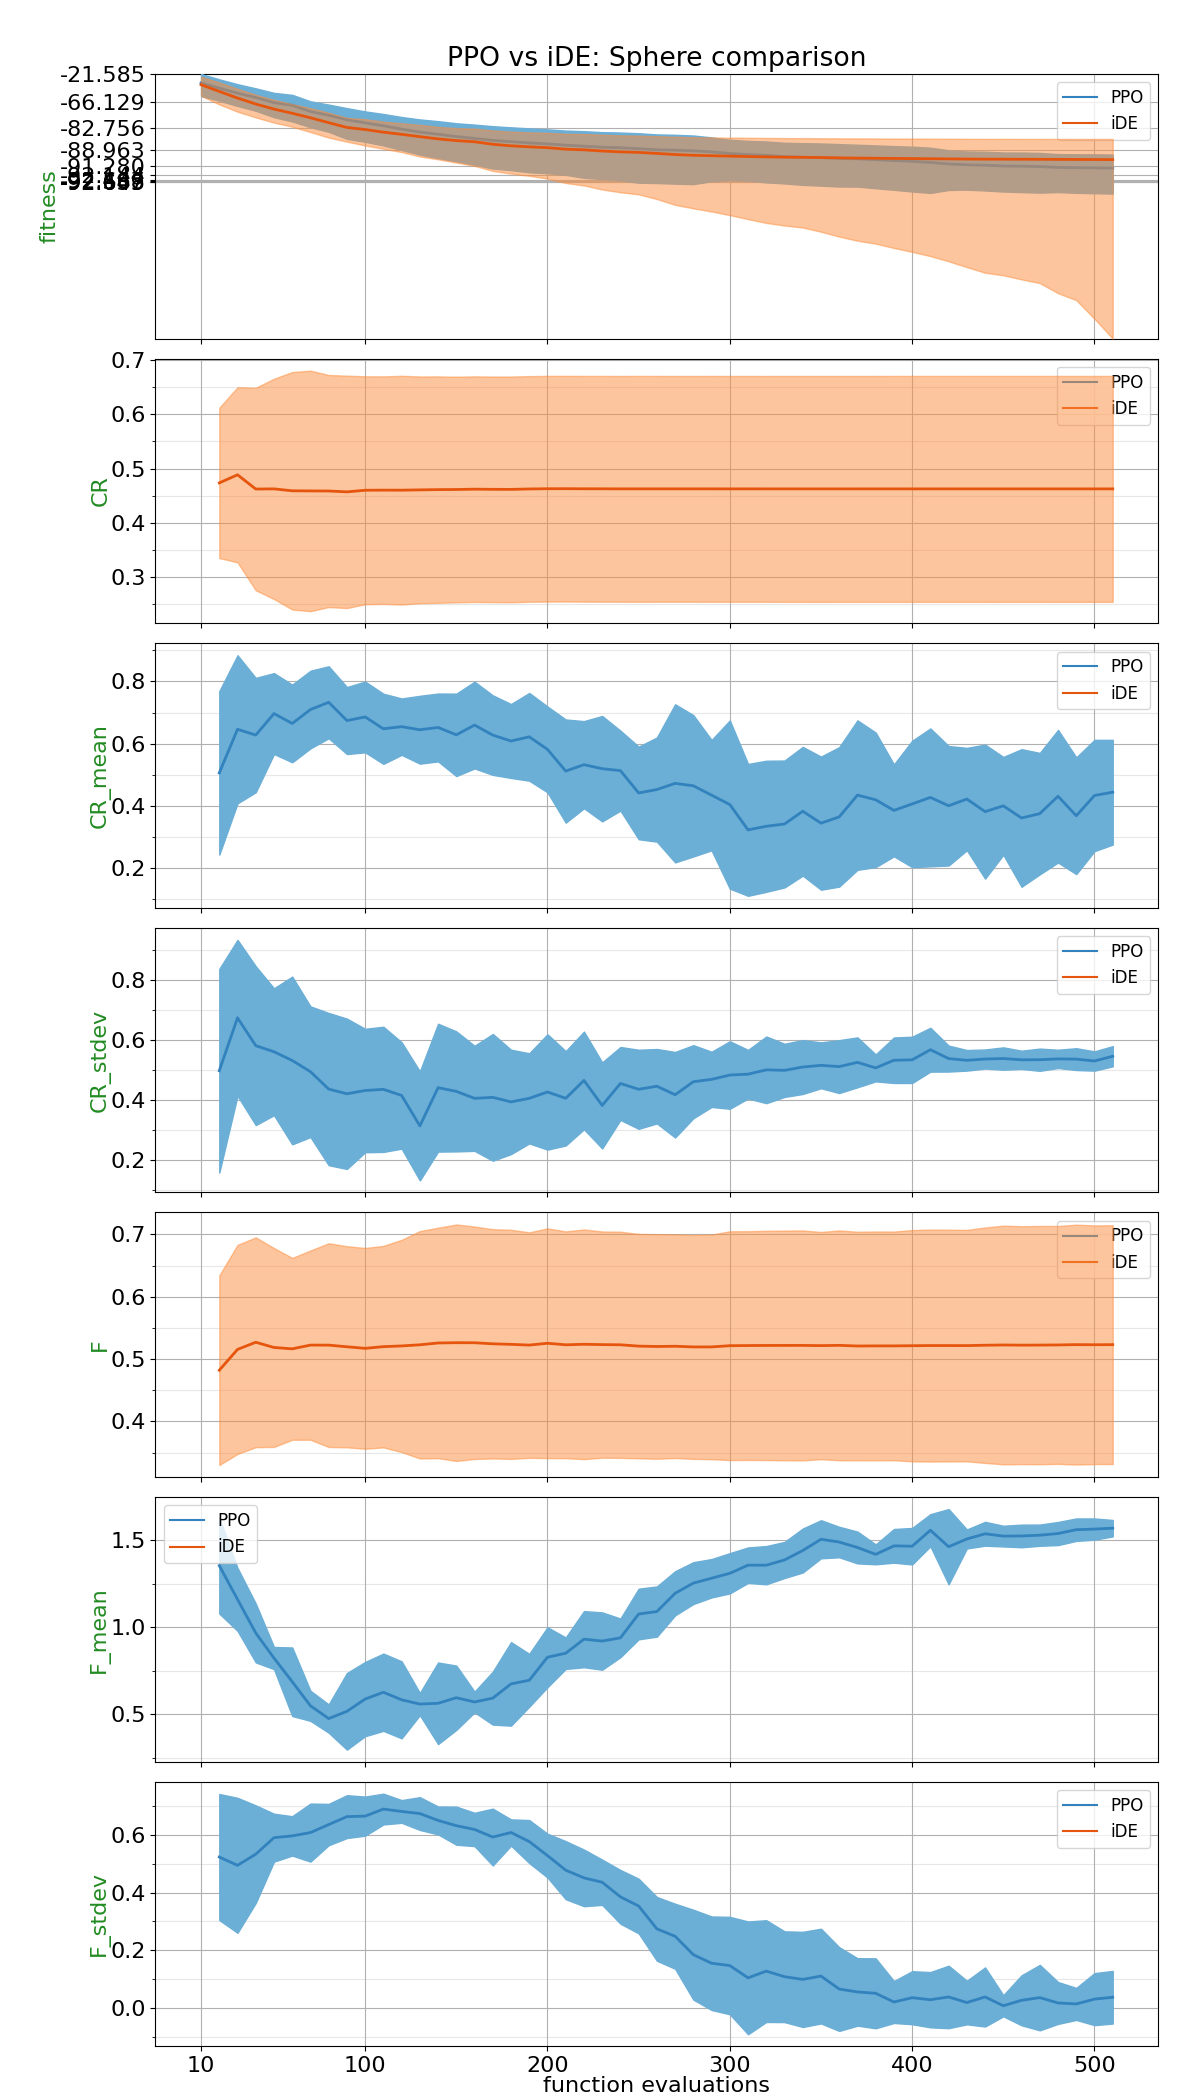 PPO vs iDE: Sphere comparison
-21.585
-66.129
-82.756
-88.963
-91.280
fitness
PPO
iDE
0.7
0.6
0.5
0.4
0.3
CR
PPO
iDE
0.8
0.6
0.4
0.2
CR_mean
PPO
iDE
0.8
0.6
0.4
0.2
CR_stdev
PPO
iDE
0.7
0.6
0.5
0.4
F
PPO
iDE
1.5
1.0
0.5
F_mean
PPO
iDE
0.6
0.4
0.2
0.0
F_stdev
PPO
iDE
10 100 200 300 400 500
function evaluations